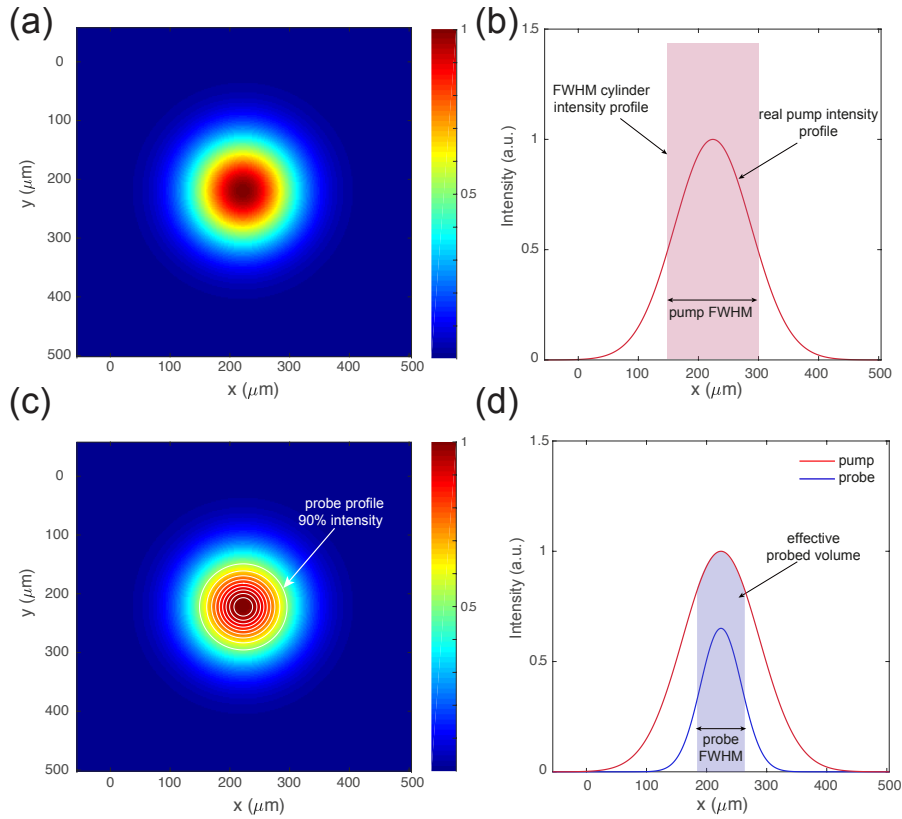 (a)
0
100
200
300
400
500
y (μm)
0
100
200
300
400
500
x (μm)
1
0.5
(b)
1.5
1
0.5
0
Intensity (a.u.)
FWHM cylinder
intensity profile
real pump intensity
profile
pump FWHM
0
100
200
300
400
500
x (μm)
(c)
0
100
200
300
400
500
y (μm)
probe profile
90% intensity
0
100
200
300
400
500
x (μm)
1
0.5
(d)
1.5
1
0.5
0
Intensity (a.u.)
pump
probe
effective
probed volume
probe
FWHM
0
100
200
300
400
500
x (μm)